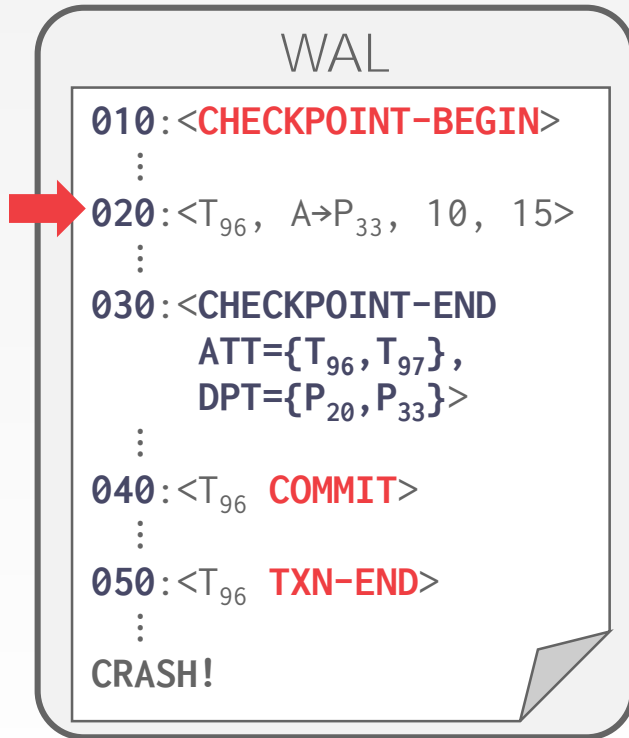 WAL
010:<CHECKPOINT-BEGIN>
⋮
020:<T₉₆, A→P₃₃, 10, 15>
⋮
030:<CHECKPOINT-END
ATT={T₉₆,T₉₇},
DPT={P₂₀,P₃₃}>
⋮
040:<T₉₆ COMMIT>
⋮
050:<T₉₆ TXN-END>
⋮
CRASH!